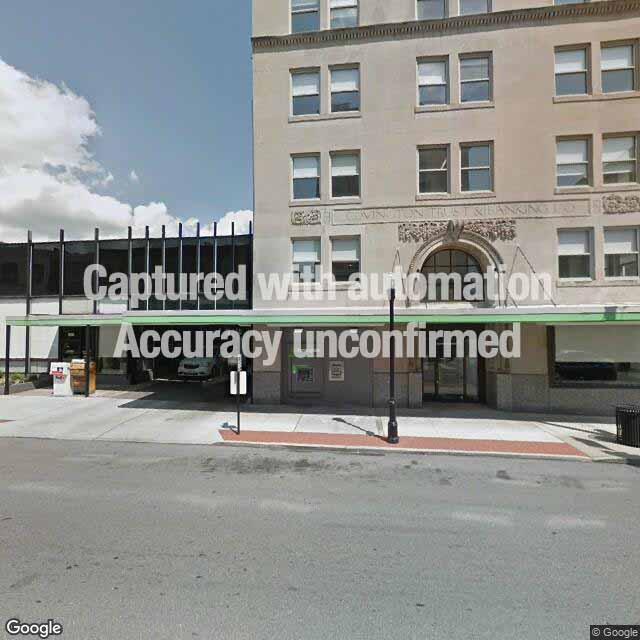 COVINGTON TRUST & BANKING CO.
Captured with automation
Accuracy unconfirmed
Google
© Google